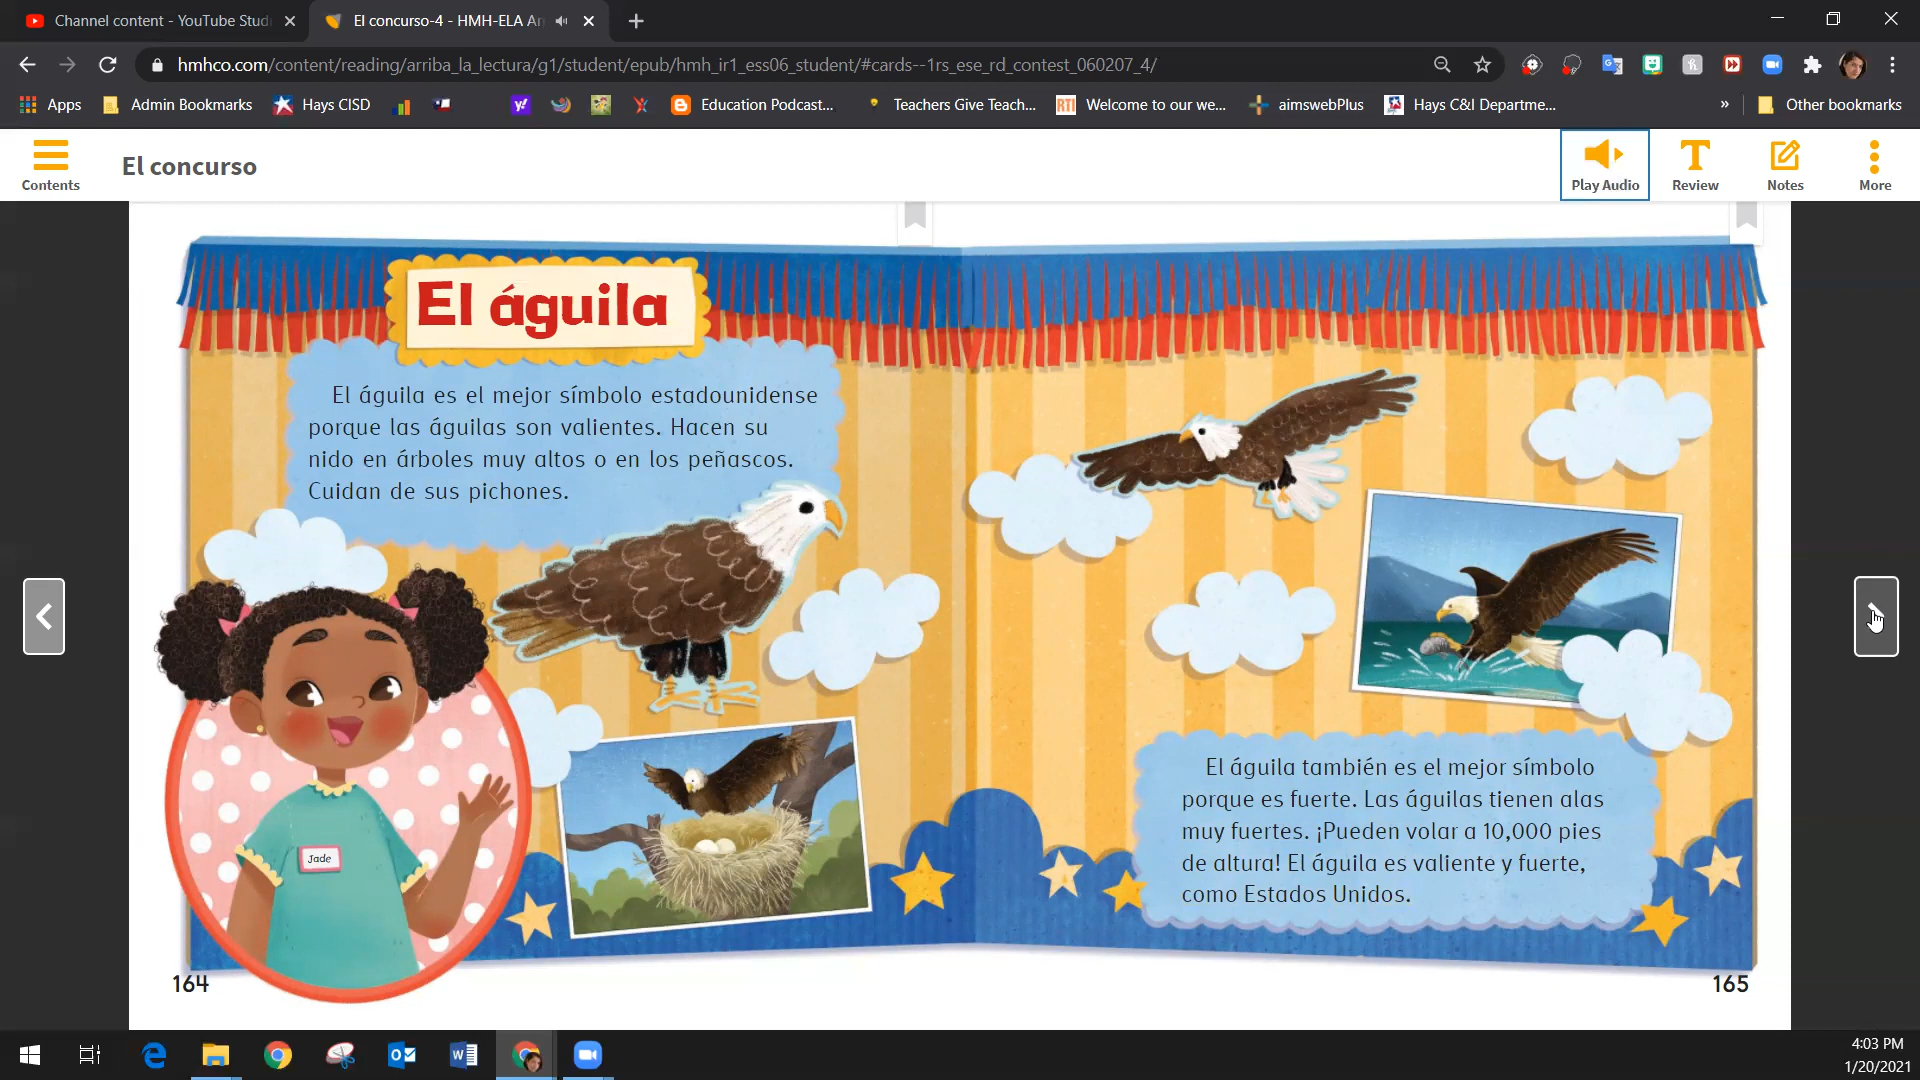 Channel content - YouTube Stud
El concurso-4 - HMH-ELA An
hmhco.com/content/reading/arriba_la_lectura/g1/student/epub/hmh_ir1_ess06_student/#cards--1rs_ese_rd_contest_060207_4/
Apps
Admin Bookmarks
Hays CISD
Education Podcast...
Teachers Give Teach...
RTI
Welcome to our we...
aimswebPlus
Hays C&I Departme...
»
Other bookmarks
Contents
El concurso
Play Audio
Review
Notes
More
El águila
El águila es el mejor símbolo estadounidense
porque las águilas son valientes. Hacen su
nido en árboles muy altos o en los peñascos.
Cuidan de sus pichones.
Jade
El águila también es el mejor símbolo
porque es fuerte. Las águilas tienen alas
muy fuertes. ¡Pueden volar a 10,000 pies
de altura! El águila es valiente y fuerte,
como Estados Unidos.
164
165
4:03 PM
1/20/2021